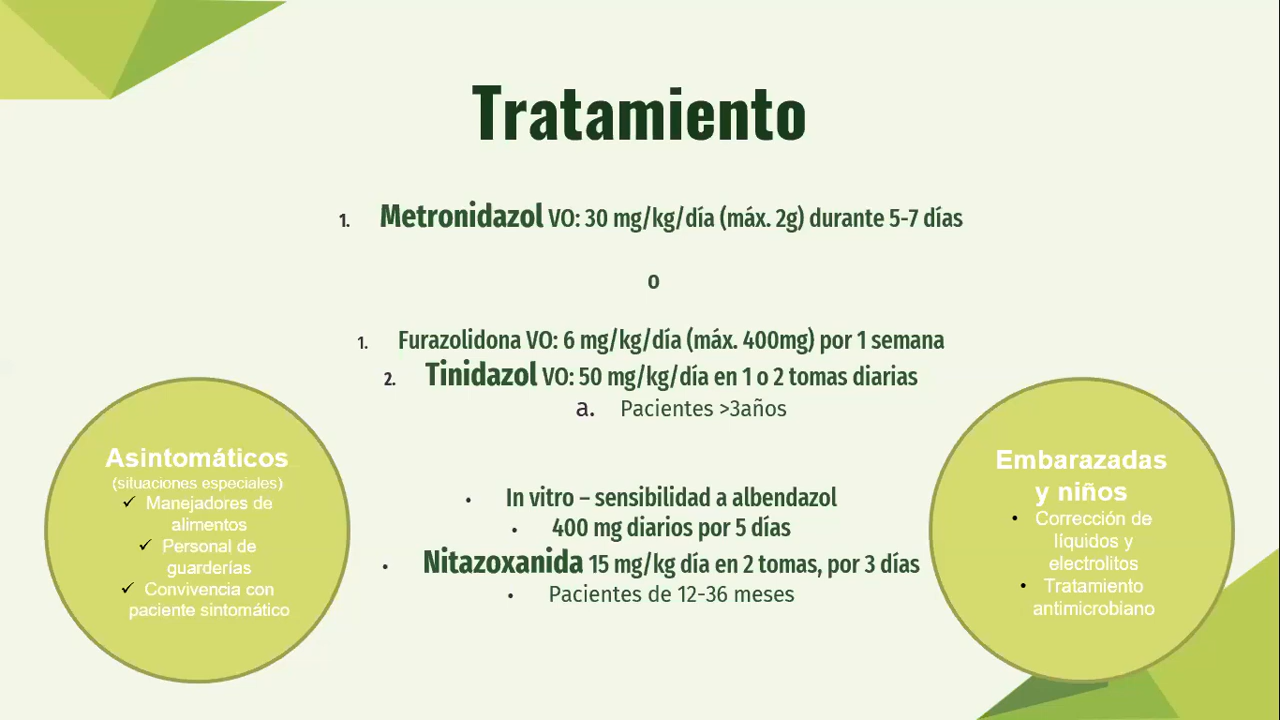 Tratamiento
1. Metronidazol VO: 30 mg/kg/día (máx. 2g) durante 5-7 días
o
1. Furazolidona VO: 6 mg/kg/día (máx. 400mg) por 1 semana
2. Tinidazol VO: 50 mg/kg/día en 1 o 2 tomas diarias
a. Pacientes >3años
• In vitro – sensibilidad a albendazol
• 400 mg diarios por 5 días
• Nitazoxanida 15 mg/kg día en 2 tomas, por 3 días
• Pacientes de 12-36 meses
Asintomáticos
(situaciones especiales)
✓ Manejadores de
alimentos
✓ Personal de
guarderías
✓ Convivencia con
paciente sintomático
Embarazadas
y niños
• Corrección de
líquidos y
electrolitos
• Tratamiento
antimicrobiano